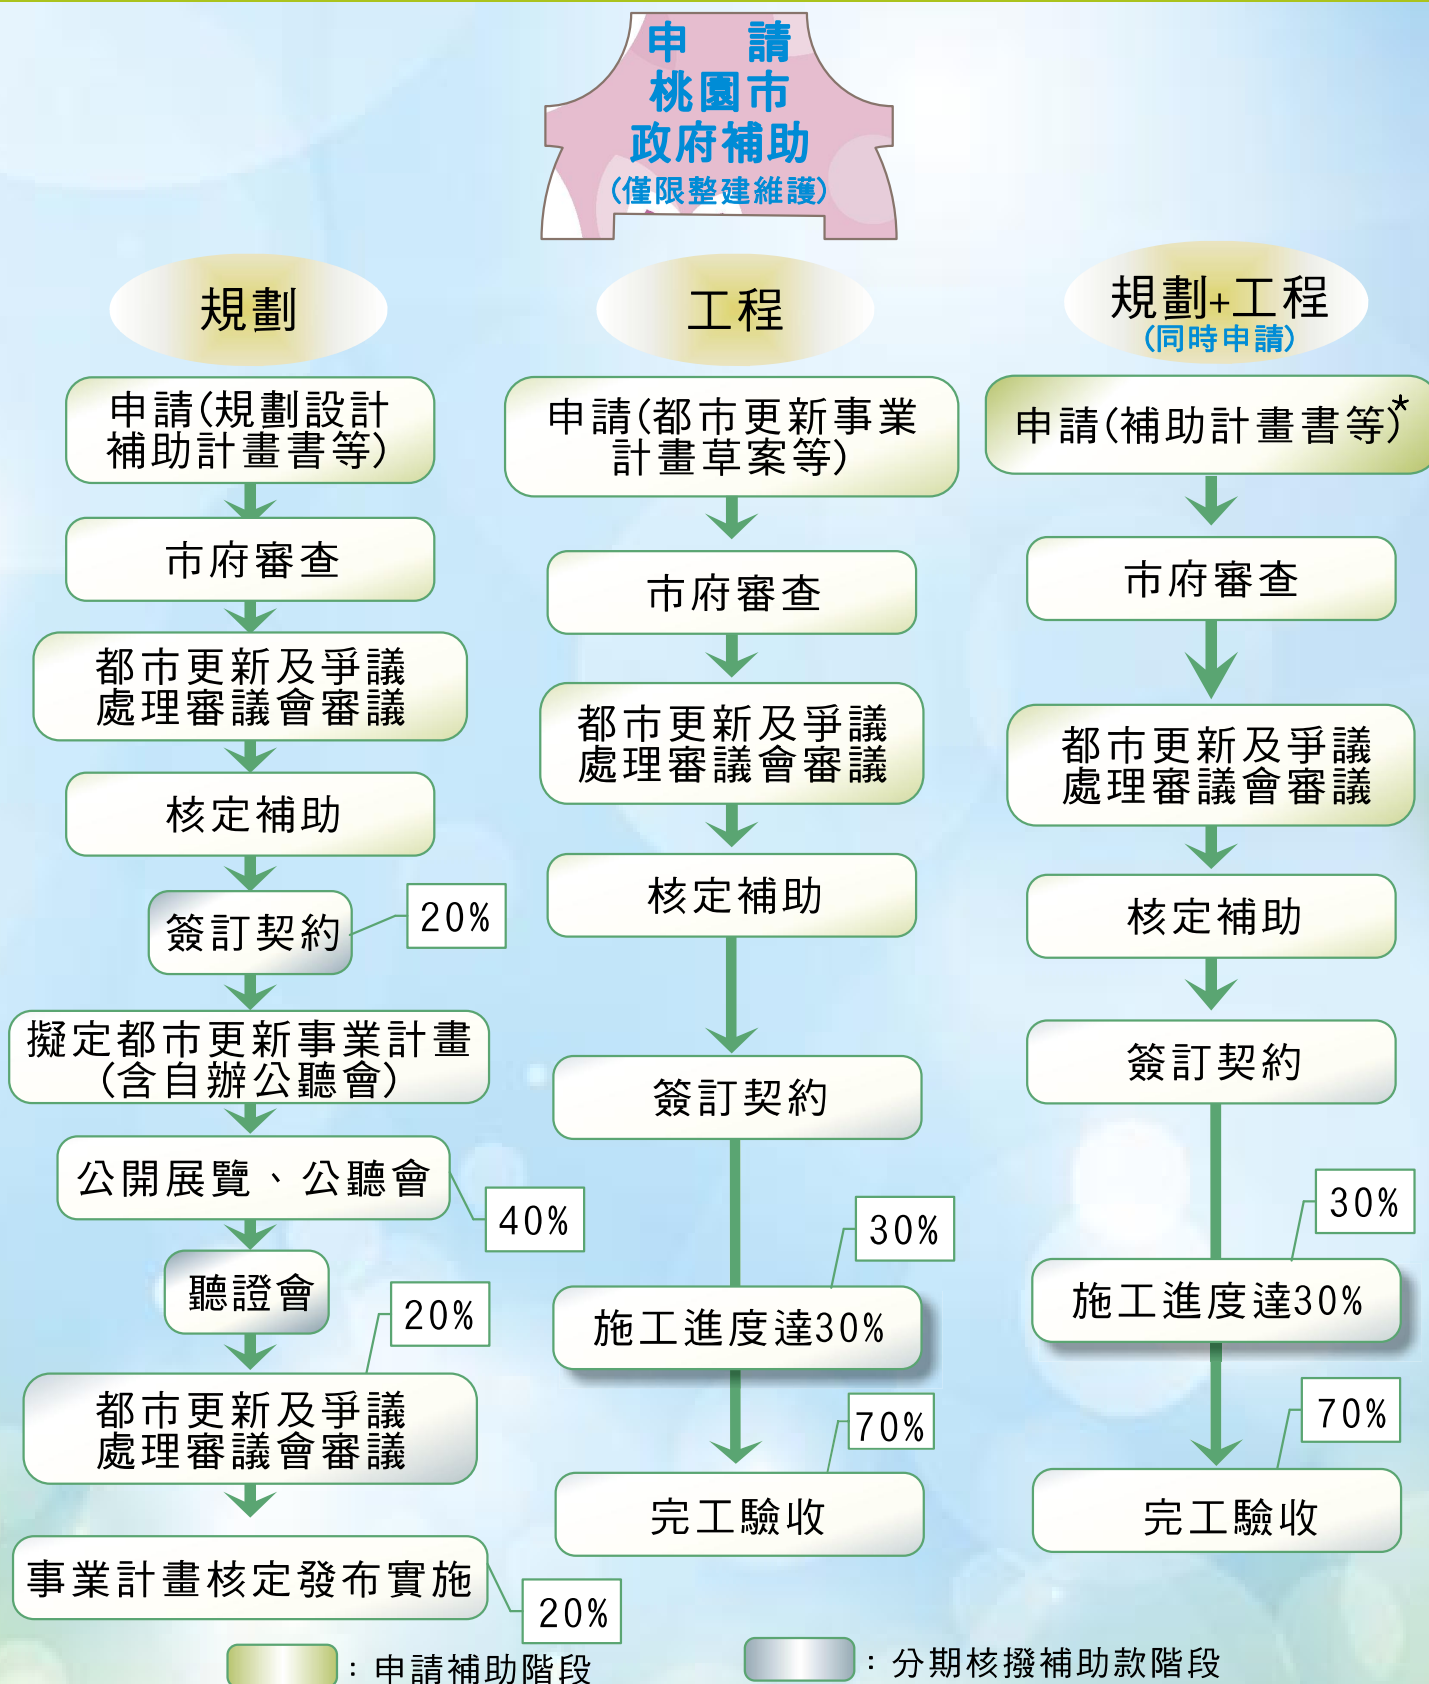 申 請
桃園市
政府補助
(僅限整建維護)
規劃
申請(規劃設計
補助計畫書等)
市府審查
都市更新及爭議
處理審議會審議
核定補助
簽訂契約
20%
擬定都市更新事業計畫
(含自辦公聽會)
公開展覽、公聽會
40%
聽證會
20%
都市更新及爭議
處理審議會審議
事業計畫核定發布實施
20%
工程
申請(都市更新事業
計畫草案等)
市府審查
都市更新及爭議
處理審議會審議
核定補助
簽訂契約
30%
施工進度達30%
70%
完工驗收
規劃+工程
(同時申請)
申請(補助計畫書等)*
市府審查
都市更新及爭議
處理審議會審議
核定補助
簽訂契約
30%
施工進度達30%
70%
完工驗收
：申請補助階段
：分期核撥補助款階段